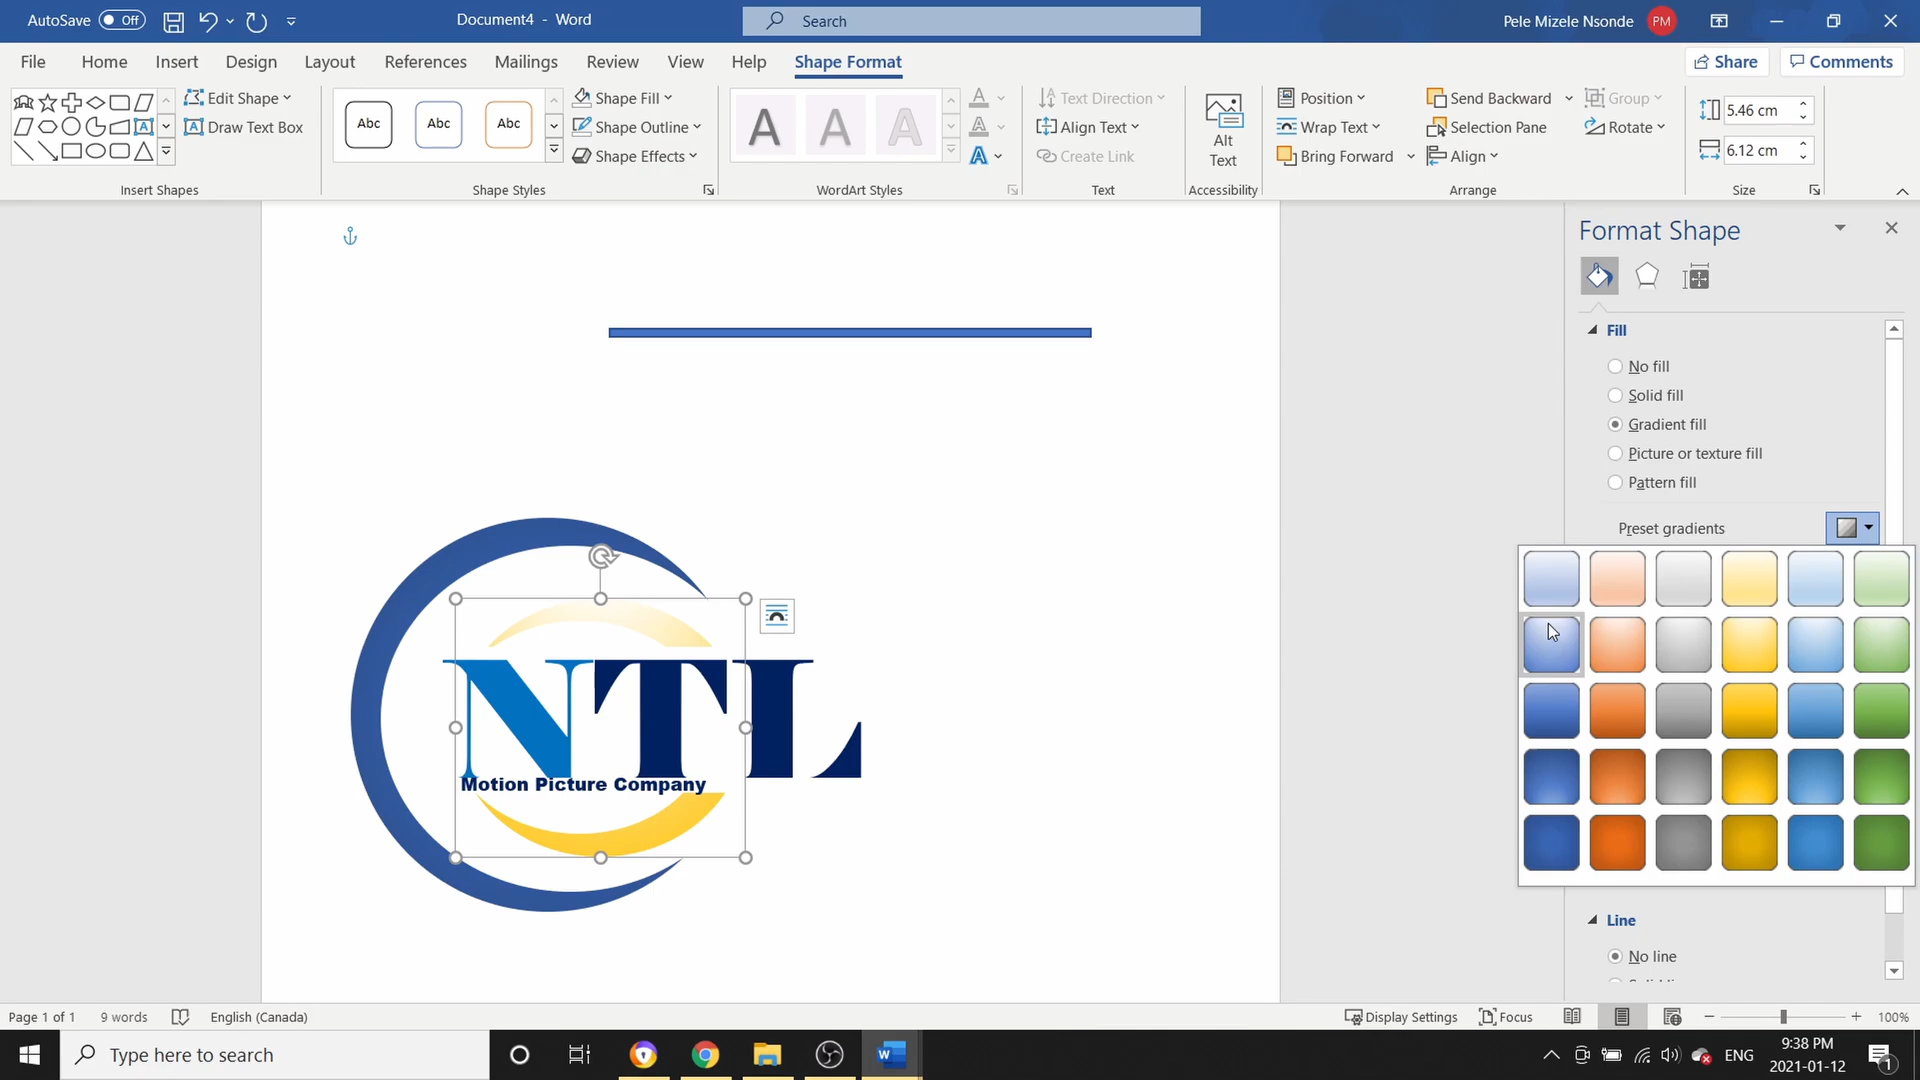 AutoSave Off
Document4 - Word
Search
Pele Mizele Nsonde PM
File Home Insert Design Layout References Mailings Review View Help Shape Format
Share Comments
Edit Shape
Draw Text Box
Insert Shapes
Abc Abc Abc
Shape Fill
Shape Outline
Shape Effects
Shape Styles
A A A
A
A
A
WordArt Styles
Text Direction
Align Text
Create Link
Text
Alt
Text
Accessibility
Position
Wrap Text
Bring Forward
Send Backward
Selection Pane
Align
Group
Rotate
Arrange
5.46 cm
6.12 cm
Size
NTL
Motion Picture Company
Format Shape
Fill
No fill
Solid fill
Gradient fill
Picture or texture fill
Pattern fill
Preset gradients
Line
No line
Page 1 of 1 9 words English (Canada)
Display Settings Focus 100%
Type here to search
ENG
9:38 PM
2021-01-12
1